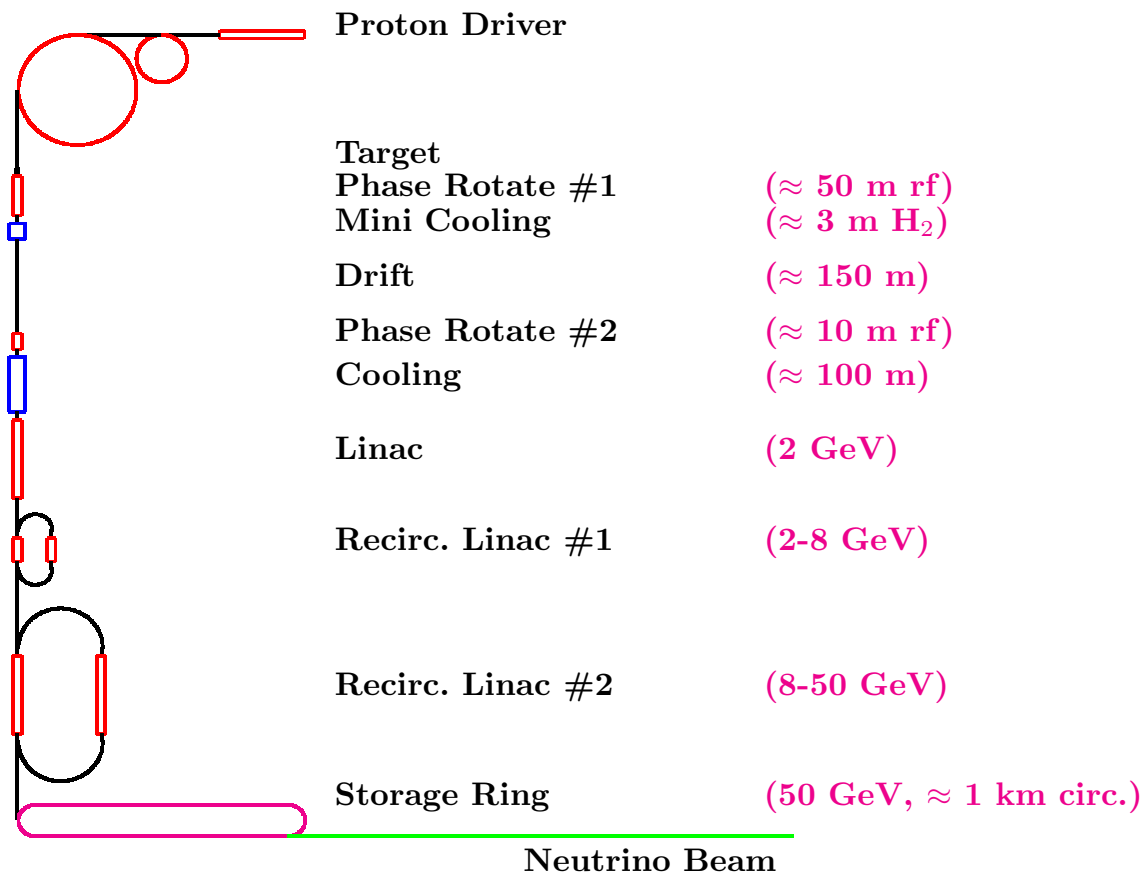 Proton Driver
Target
Phase Rotate #1 (≈ 50 m rf)
Mini Cooling (≈ 3 m H₂)
Drift (≈ 150 m)
Phase Rotate #2 (≈ 10 m rf)
Cooling (≈ 100 m)
Linac (2 GeV)
Recirc. Linac #1 (2-8 GeV)
Recirc. Linac #2 (8-50 GeV)
Storage Ring (50 GeV, ≈ 1 km circ.)
Neutrino Beam